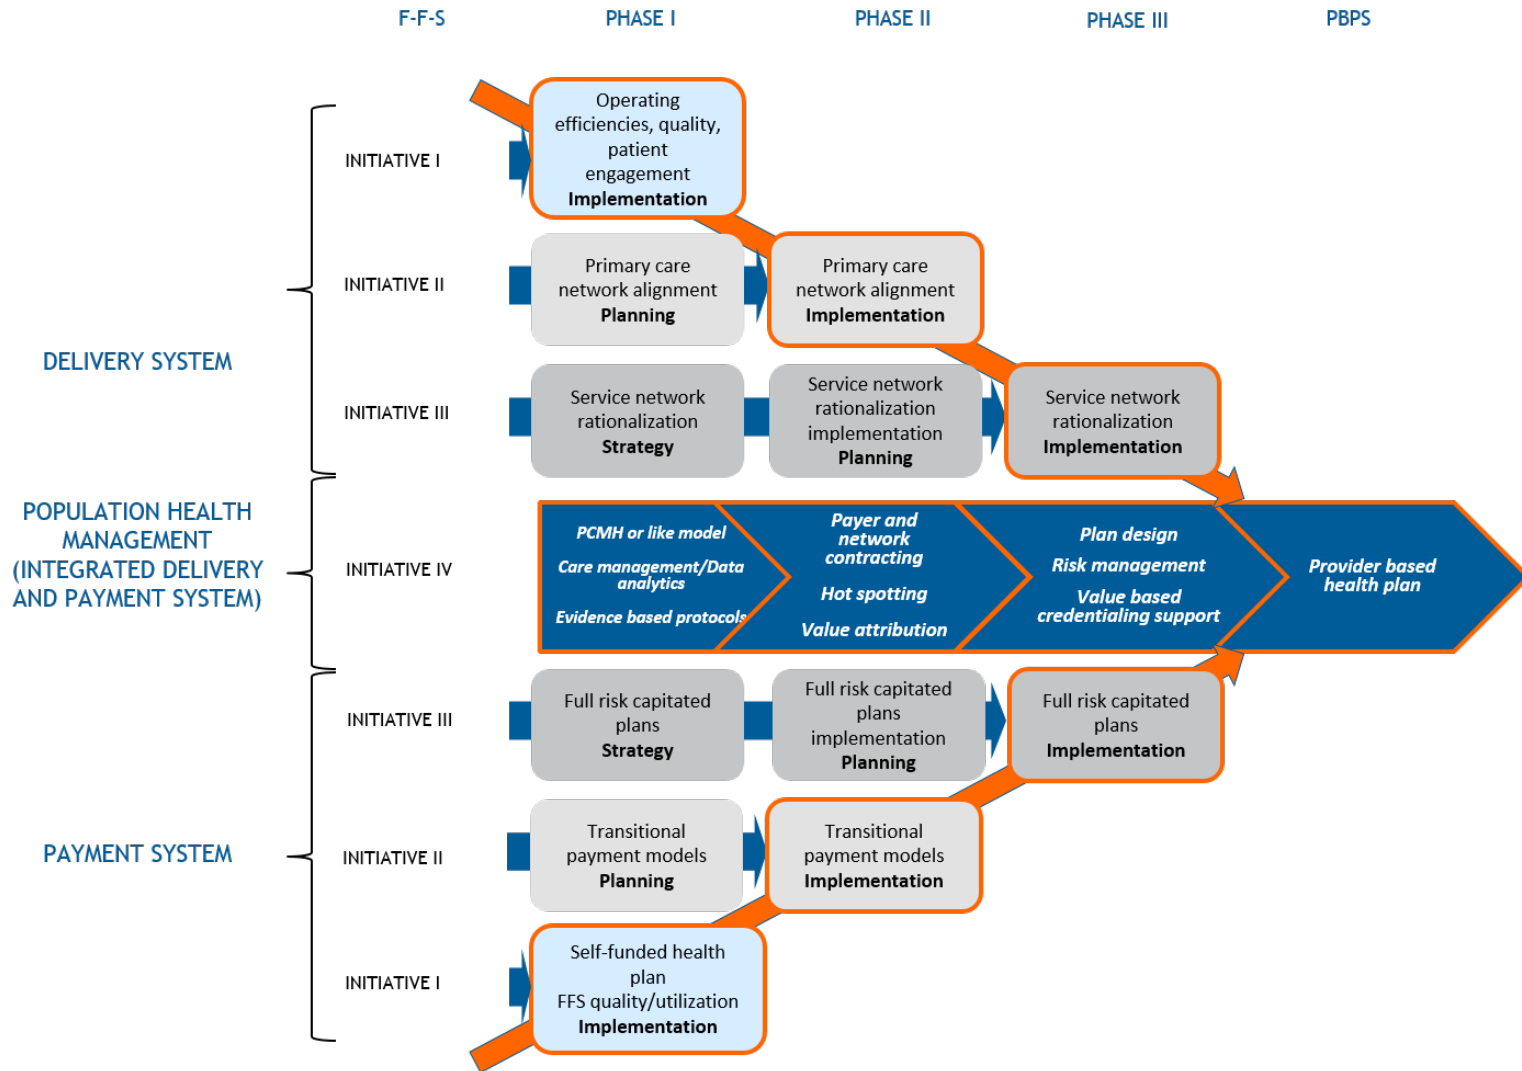 F-F-S
PHASE I
PHASE II
PHASE III
PBPS
DELIVERY SYSTEM
INITIATIVE I
Operating
efficiencies, quality,
patient
engagement
Implementation
INITIATIVE II
Primary care
network alignment
Planning
Primary care
network alignment
Implementation
INITIATIVE III
Service network
rationalization
Strategy
Service network
rationalization
implementation
Planning
Service network
rationalization
Implementation
POPULATION HEALTH
MANAGEMENT
(INTEGRATED DELIVERY
AND PAYMENT SYSTEM)
INITIATIVE IV
PCMH or like model
Care management/Data
analytics
Evidence based protocols
Payer and
network
contracting
Hot spotting
Value attribution
Plan design
Risk management
Value based
credentialing support
Provider based
health plan
PAYMENT SYSTEM
INITIATIVE III
Full risk capitated
plans
Strategy
Full risk capitated
plans
implementation
Planning
Full risk capitated
plans
Implementation
INITIATIVE II
Transitional
payment models
Planning
Transitional
payment models
Implementation
INITIATIVE I
Self-funded health
plan
FFS quality/utilization
Implementation